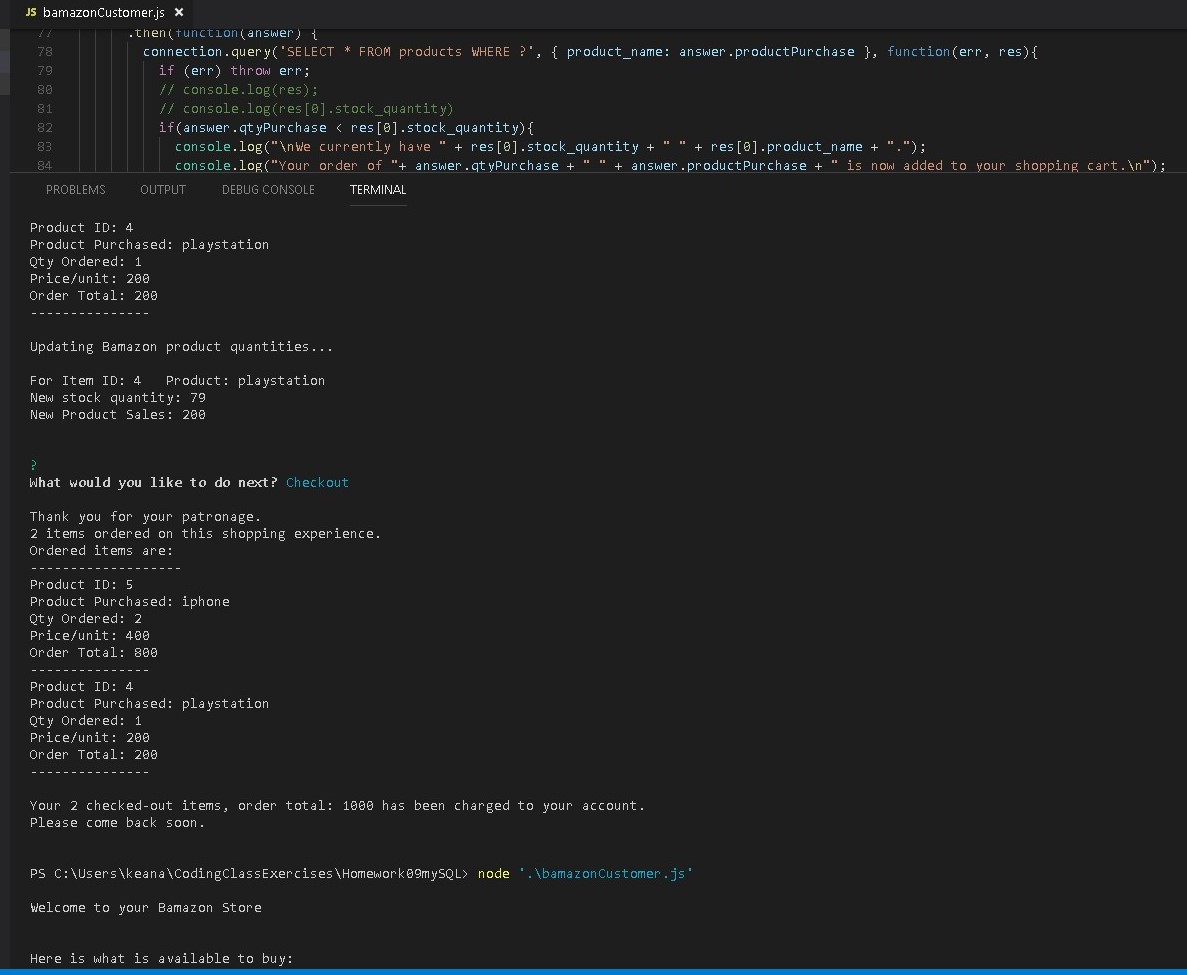 JS bamazonCustomer.js ×
77 .then(function(answer) {
78 connection.query('SELECT * FROM products WHERE ?', { product_name: answer.productPurchase }, function(err, res){
79 if (err) throw err;
80 // console.log(res);
81 // console.log(res[0].stock_quantity)
82 if(answer.qtyPurchase < res[0].stock_quantity){
83 console.log("\nWe currently have " + res[0].stock_quantity + " " + res[0].product_name + ".");
84 console.log("Your order of "+ answer.qtyPurchase + " " + answer.productPurchase + " is now added to your shopping cart.\n");
PROBLEMS OUTPUT DEBUG CONSOLE TERMINAL
Product ID: 4
Product Purchased: playstation
Qty Ordered: 1
Price/unit: 200
Order Total: 200
---------------
Updating Bamazon product quantities...
For Item ID: 4 Product: playstation
New stock quantity: 79
New Product Sales: 200
?
What would you like to do next? Checkout
Thank you for your patronage.
2 items ordered on this shopping experience.
Ordered items are:
-------------------
Product ID: 5
Product Purchased: iphone
Qty Ordered: 2
Price/unit: 400
Order Total: 800
---------------
Product ID: 4
Product Purchased: playstation
Qty Ordered: 1
Price/unit: 200
Order Total: 200
---------------
Your 2 checked-out items, order total: 1000 has been charged to your account.
Please come back soon.
PS C:\Users\keana\CodingClassExercises\Homework09mySQL> node '.\bamazonCustomer.js'
Welcome to your Bamazon Store
Here is what is available to buy: